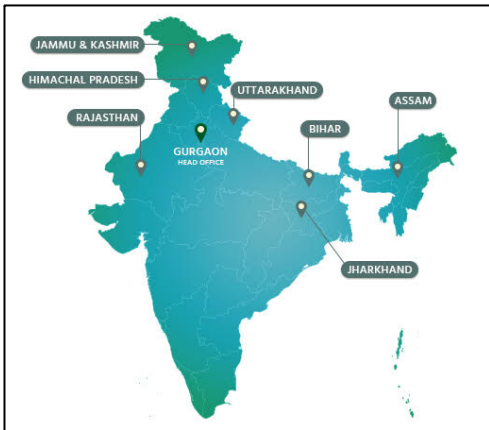 JAMMU & KASHMIR
HIMACHAL PRADESH
UTTARAKHAND
ASSAM
RAJASTHAN
BIHAR
GURGAON
HEAD OFFICE
JHARKHAND